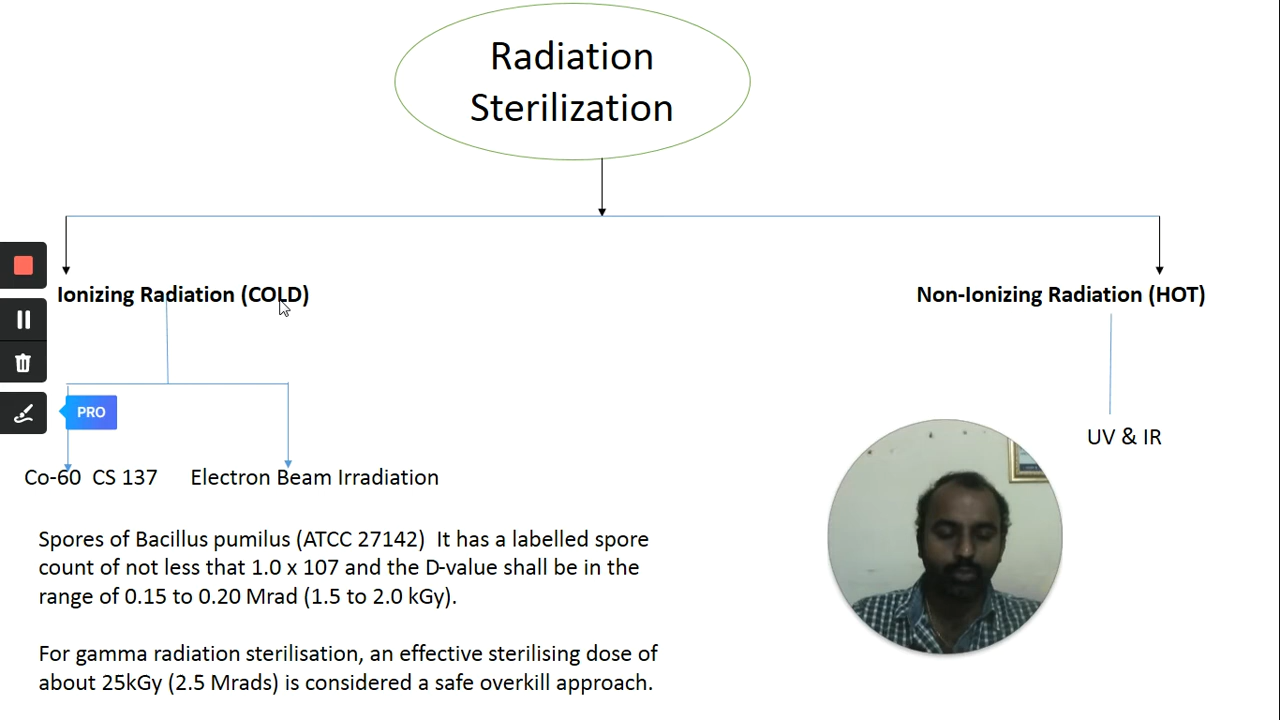 Radiation
Sterilization
Ionizing Radiation (COLD)
Non-Ionizing Radiation (HOT)
PRO
UV & IR
Co-60 CS 137
Electron Beam Irradiation
Spores of Bacillus pumilus (ATCC 27142) It has a labelled spore
count of not less that 1.0 x 107 and the D-value shall be in the
range of 0.15 to 0.20 Mrad (1.5 to 2.0 kGy).
For gamma radiation sterilisation, an effective sterilising dose of
about 25kGy (2.5 Mrads) is considered a safe overkill approach.